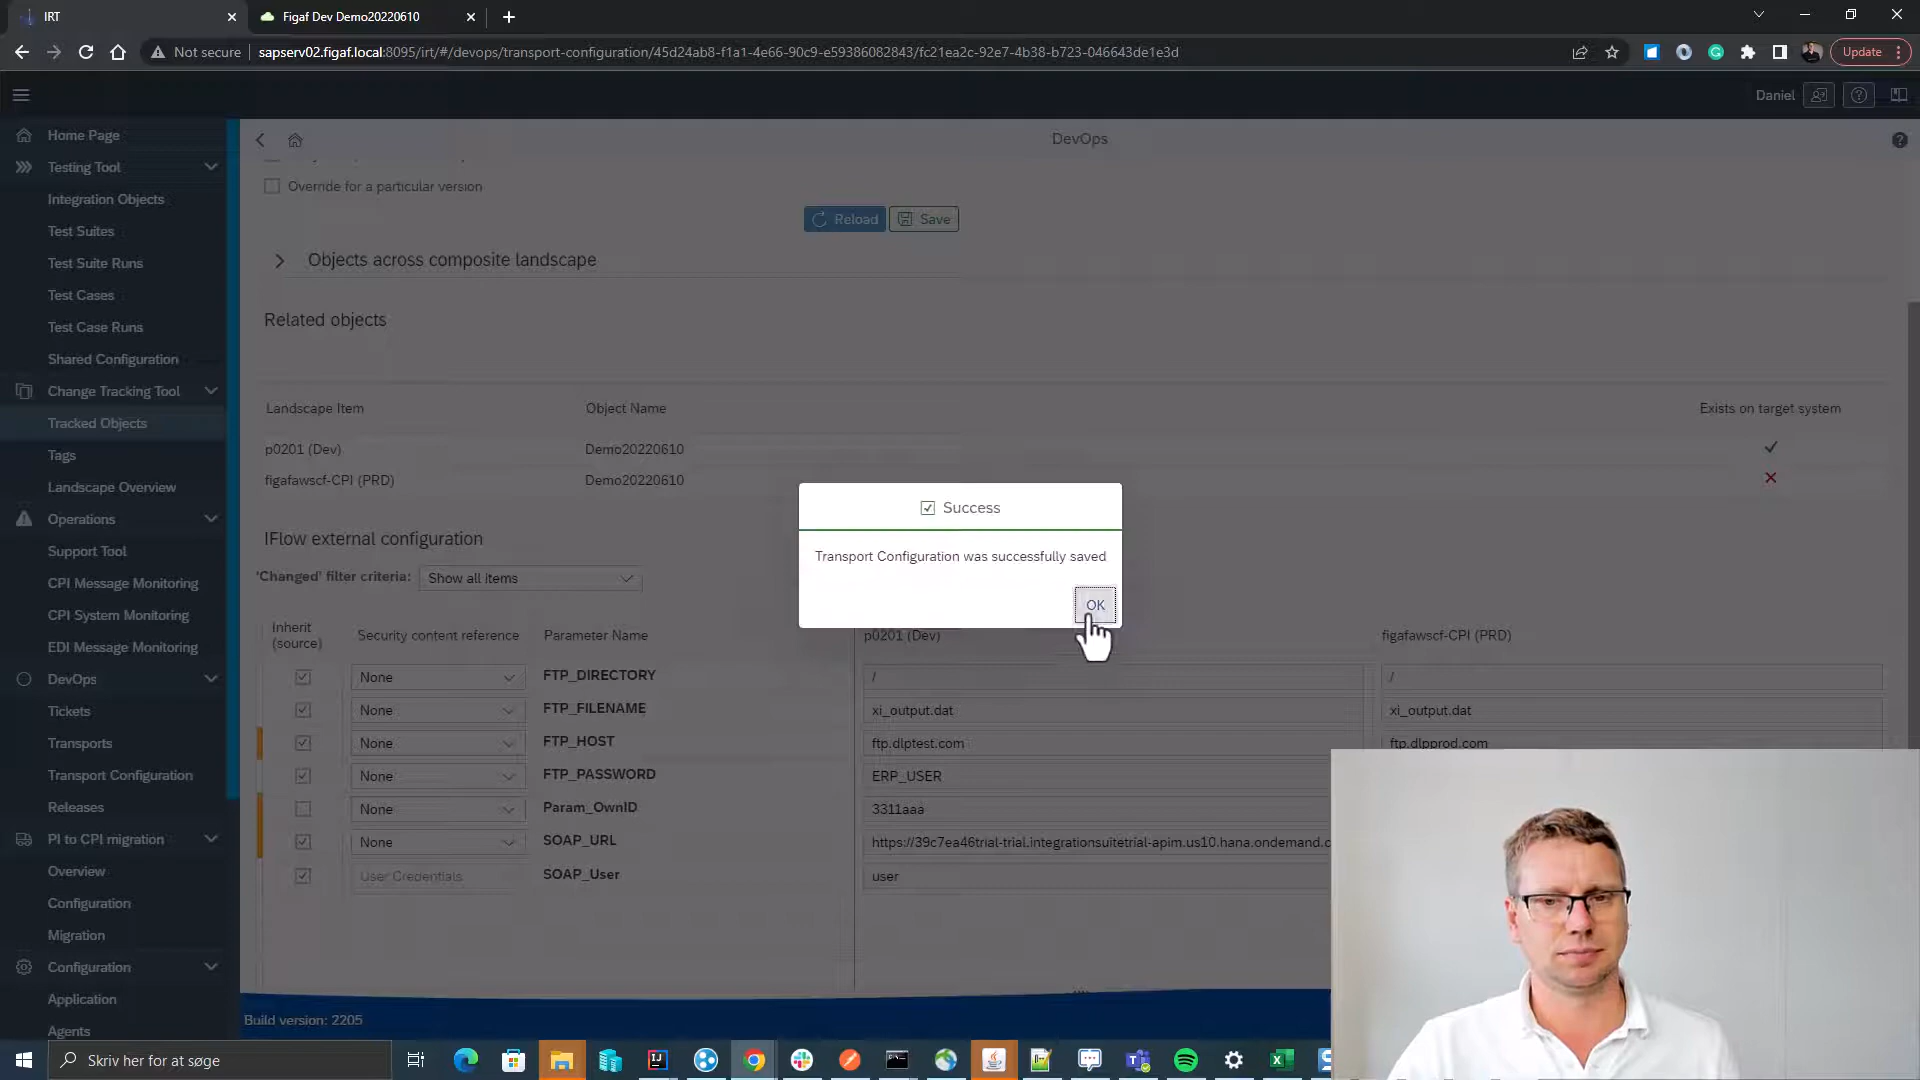 IRT
Figaf Dev Demo20220610
Not secure
sapserv02.figaf.local:8095/irt/#/devops/transport-configuration/45d24ab8-f1a1-4e66-90c9-e59386082843/fc21ea2c-92e7-4b38-b723-046643de1e3d
Update
Daniel
Home Page
DevOps
Testing Tool
Override for a particular version
Integration Objects
Reload
Save
Test Suites
Test Suite Runs
Objects across composite landscape
Test Cases
Test Case Runs
Related objects
Shared Configuration
Change Tracking Tool
Landscape Item
Object Name
Exists on target system
Tracked Objects
p0201 (Dev)
Demo20220610
Tags
Landscape Overview
figafawscf-CPI (PRD)
Demo20220610
Operations
Success
Support Tool
IFlow external configuration
Transport Configuration was successfully saved
CPI Message Monitoring
'Changed' filter criteria:
Show all items
OK
CPI System Monitoring
Inherit (source)
Security content reference
Parameter Name
p0201 (Dev)
figafawscf-CPI (PRD)
EDI Message Monitoring
DevOps
None
FTP_DIRECTORY
/
/
Tickets
None
FTP_FILENAME
xi_output.dat
xi_output.dat
Transports
None
FTP_HOST
ftp.dlptest.com
ftp.dlpprod.com
Transport Configuration
None
FTP_PASSWORD
ERP_USER
Releases
None
Param_OwnID
3311aaa
PI to CPI migration
None
SOAP_URL
https://39c7ea46trial-trial.integrationsuitetrial-apim.us10.hana.ondemand.c
Overview
User Credentials
SOAP_User
user
Configuration
Migration
Configuration
Application
Agents
Build version: 2205
Skriv her for at søge